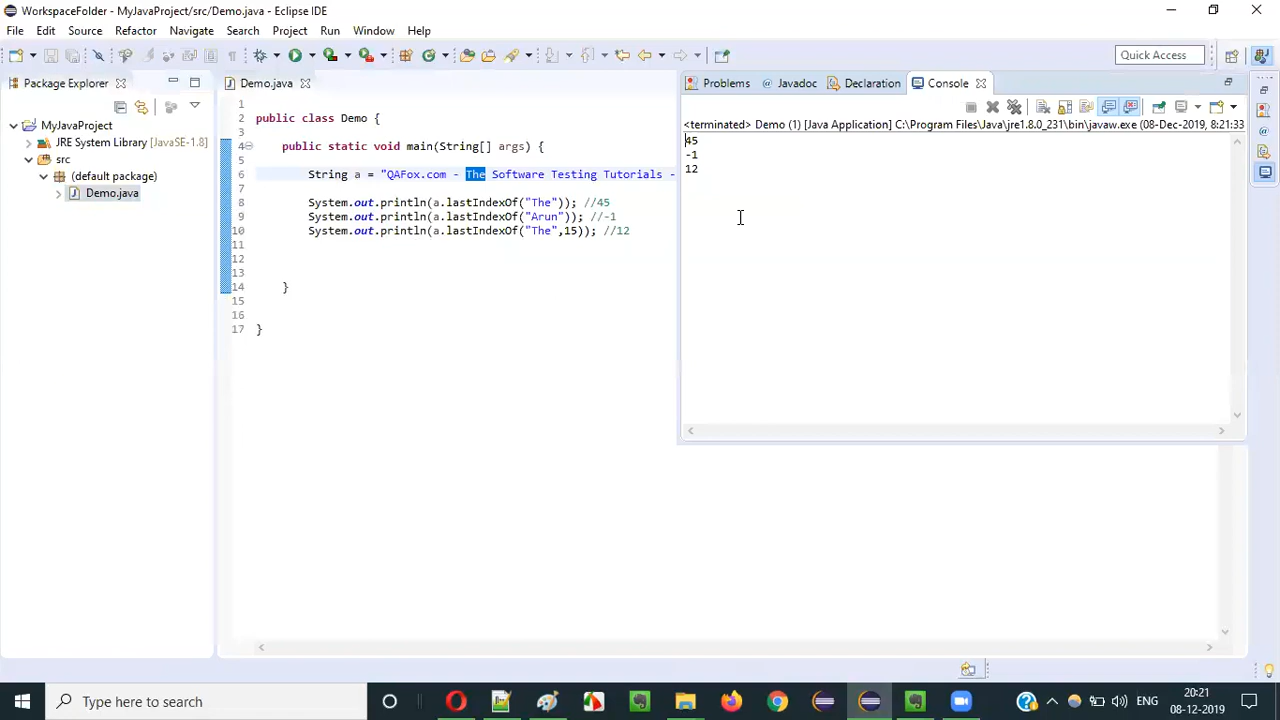 WorkspaceFolder - MyJavaProject/src/Demo.java - Eclipse IDE
File Edit Source Refactor Navigate Search Project Run Window Help
Quick Access
Package Explorer
MyJavaProject
JRE System Library [JavaSE-1.8]
src
(default package)
Demo.java
Demo.java
1
2 public class Demo {
3
4 public static void main(String[] args) {
5
6 String a = "QAFox.com - The Software Testing Tutorials -
7
8 System.out.println(a.lastIndexOf("The")); //45
9 System.out.println(a.lastIndexOf("Arun")); //-1
10 System.out.println(a.lastIndexOf("The",15)); //12
11
12
13
14 }
15
16
17 }
Problems @ Javadoc Declaration Console
<terminated> Demo (1) [Java Application] C:\Program Files\Java\jre1.8.0_231\bin\javaw.exe (08-Dec-2019, 8:21:33
45
-1
12
Type here to search
ENG
20:21
08-12-2019